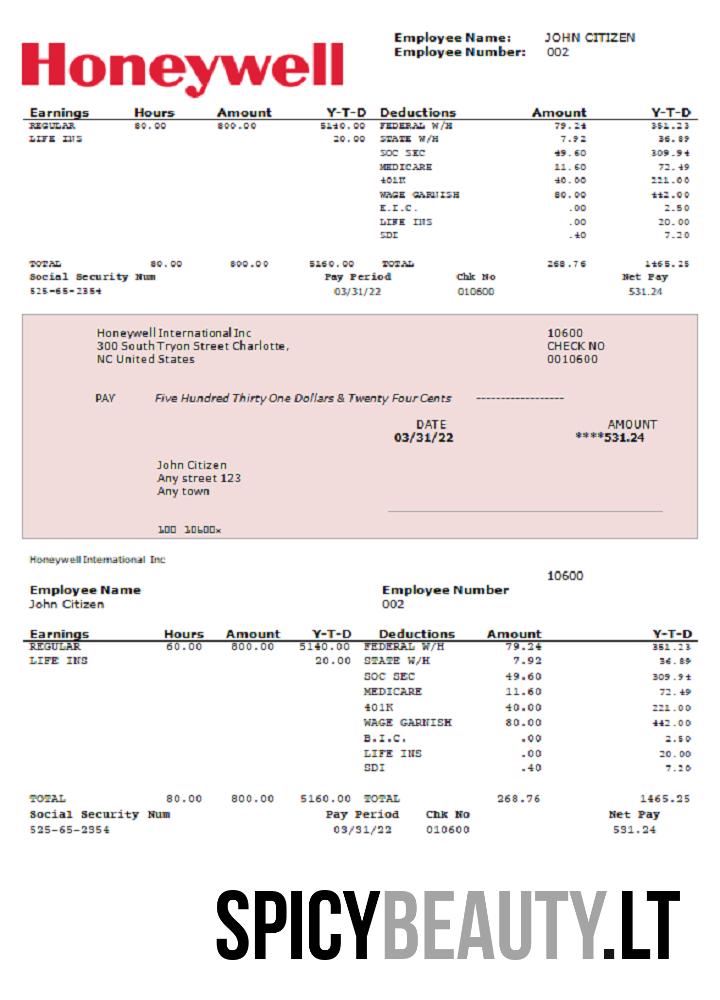 Honeywell
Employee Name: JOHN CITIZEN
Employee Number: 002
Earnings Hours Amount Y-T-D Deductions Amount Y-T-D
REGULAR 80.00 800.00 5140.00 FEDERAL W/H 79.24 351.23
LIFE INS 20.00 STATE W/H 7.92 36.89
SOC SEC 49.60 309.94
MEDICARE 11.60 72.49
401K 40.00 221.00
WAGE GARNISH 80.00 442.00
E.I.C. .00 2.50
LIFE INS .00 20.00
SDI .40 7.20
TOTAL 80.00 800.00 5160.00 TOTAL 268.76 1465.25
Social Security Num Pay Period Chk No Net Pay
525-65-2354 03/31/22 010600 531.24
Honeywell International Inc 10600
300 South Tryon Street Charlotte, CHECK NO
NC United States 0010600
PAY Five Hundred Thirty One Dollars & Twenty Four Cents ------------------
DATE AMOUNT
03/31/22 ****531.24
John Citizen
Any street 123
Any town
100 10600x
Honeywell International Inc
10600
Employee Name Employee Number
John Citizen 002
Earnings Hours Amount Y-T-D Deductions Amount Y-T-D
REGULAR 60.00 800.00 5140.00 FEDERAL W/H 79.24 351.23
LIFE INS 20.00 STATE W/H 7.92 36.89
SOC SEC 49.60 309.94
MEDICARE 11.60 72.49
401K 40.00 221.00
WAGE GARNISH 80.00 442.00
B.I.C. .00 2.50
LIFE INS .00 20.00
SDI .40 7.20
TOTAL 80.00 800.00 5160.00 TOTAL 268.76 1465.25
Social Security Num Pay Period Chk No Net Pay
525-65-2354 03/31/22 010600 531.24
SPICYBEAUTY.LT